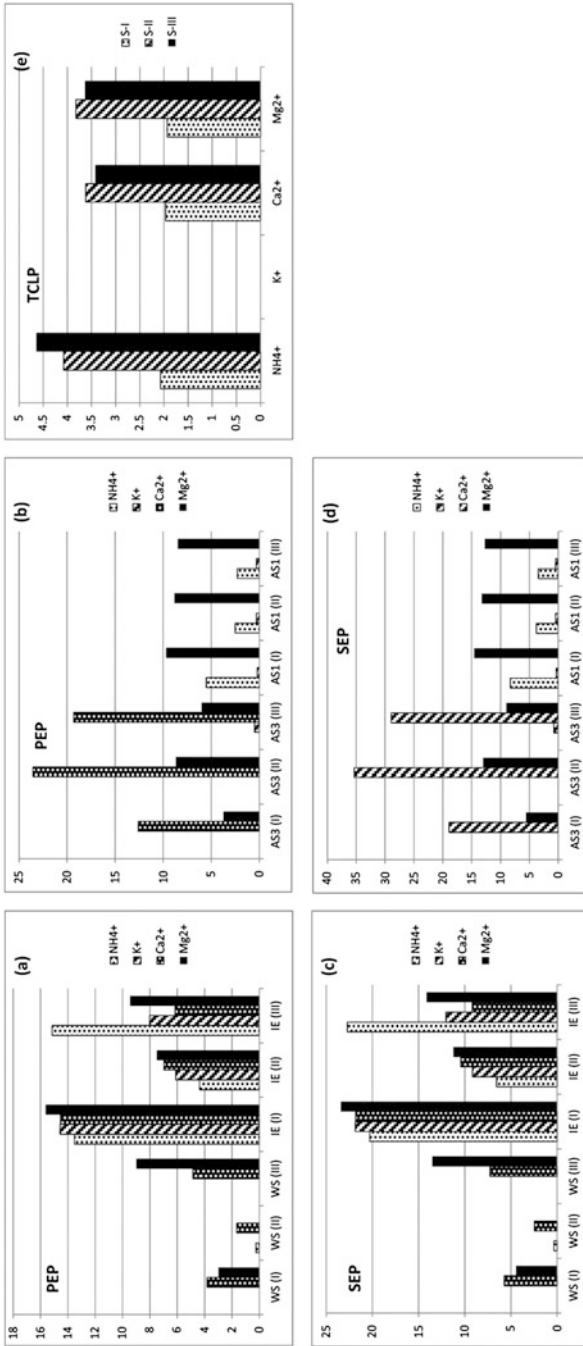 PEP
(a)
18
16
14
12
10
8
6
4
2
0
WS (I)
WS (II)
WS (III)
IE (I)
IE (II)
IE (III)
NH4+
K+
Ca2+
Mg2+
PEP
(b)
25
20
15
10
5
0
AS3 (I)
AS3 (II)
AS3 (III)
AS1 (I)
AS1 (II)
AS1 (III)
NH4+
K+
Ca2+
Mg2+
TCLP
(e)
5
4.5
4
3.5
3
2.5
2
1.5
1
0.5
0
NH4+
K+
Ca2+
Mg2+
S-I
S-II
S-III
SEP
(c)
25
20
15
10
5
0
WS (I)
WS (II)
WS (III)
IE (I)
IE (II)
IE (III)
NH4+
K+
Ca2+
Mg2+
SEP
(d)
40
35
30
25
20
15
10
5
0
AS3 (I)
AS3 (II)
AS3 (III)
AS1 (I)
AS1 (II)
AS1 (III)
NH4+
K+
Ca2+
Mg2+